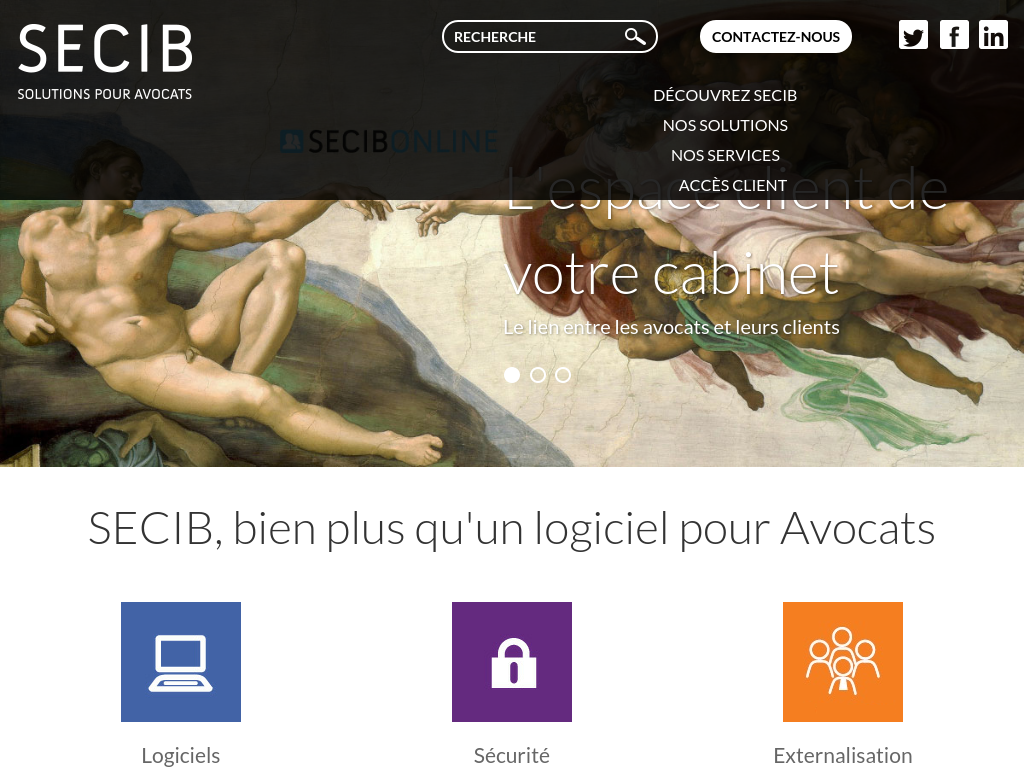 SECIB
SOLUTIONS POUR AVOCATS
RECHERCHE
CONTACTEZ-NOUS
DÉCOUVREZ SECIB
NOS SOLUTIONS
NOS SERVICES
ACCÈS CLIENT
SECIBONLINE
L'espace client de
votre cabinet
Le lien entre les avocats et leurs clients
SECIB, bien plus qu'un logiciel pour Avocats
Logiciels
Sécurité
Externalisation